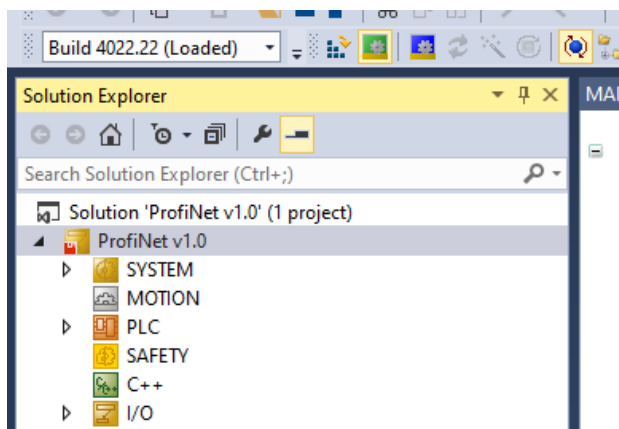 Build 4022.22 (Loaded)
Solution Explorer
MAI
Search Solution Explorer (Ctrl+;)
Solution 'ProfiNet v1.0' (1 project)
ProfiNet v1.0
SYSTEM
MOTION
PLC
SAFETY
C++
I/O